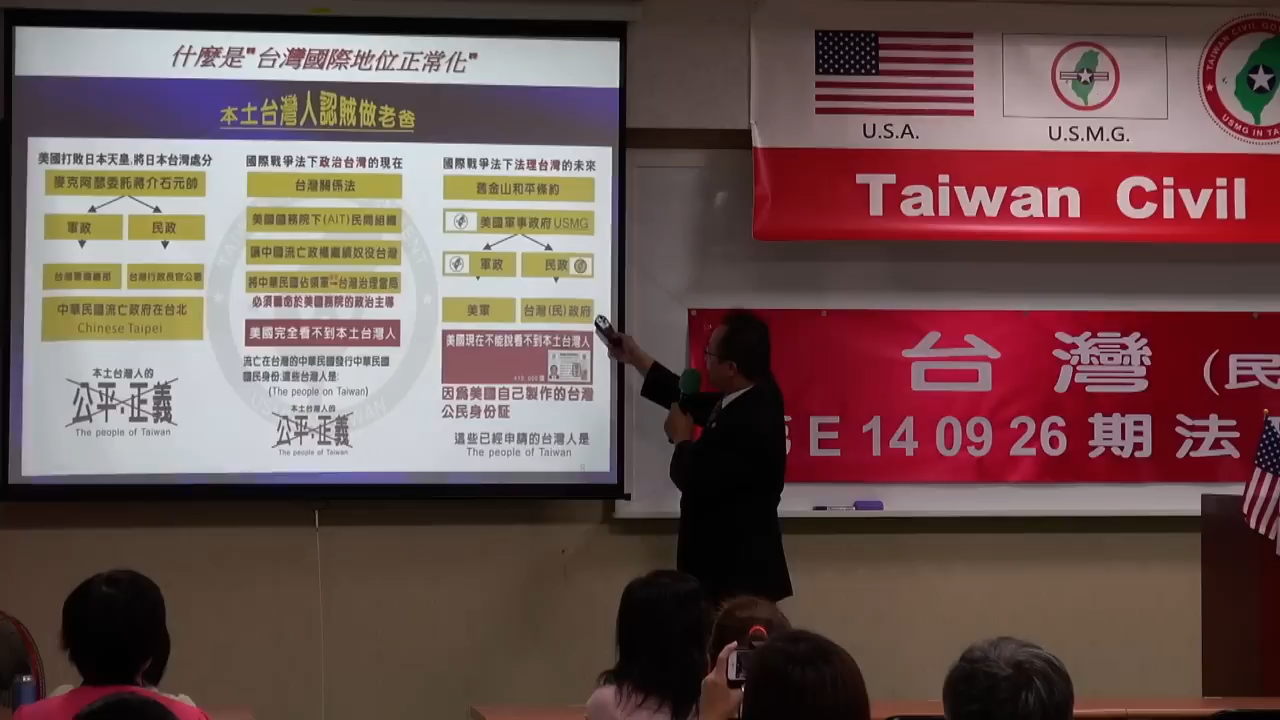 什麼是"台灣國際地位正常化"
本土台灣人認賊做老爸
美國打敗日本天皇,將日本台灣處分
麥克阿瑟委託蔣介石元帥
軍政
民政
台灣行政長官公署
中華民國流亡政府在台北
Chinese Taipei
本土台灣人的
公平.正義
The people of Taiwan
國際戰爭法下政治台灣的現在
台灣關係法
美國國務院下(AIT)民間組織
讓中國流亡政權繼續奴役台灣
將中華民國佔領軍
台灣治理當局
必須聽命於美國務院的政治主導
美國完全看不到本土台灣人
流亡在台灣的中華民國發行中華民國
國民身份:這些台灣人是:
(The people on Taiwan)
本土台灣人的
公平.正義
The people of Taiwan
國際戰爭法下法理台灣的未來
舊金山和平條約
美國軍事政府USMG
軍政
民政
美軍
台灣(民)政府
美國現在不能說看不到本土台灣人
因為美國自己製作的台灣
公民身份証
這些已經申請的台灣人是
The people of Taiwan
U.S.A.
U.S.M.G.
Taiwan Civil
台灣(民
E 14 09 26 期 法